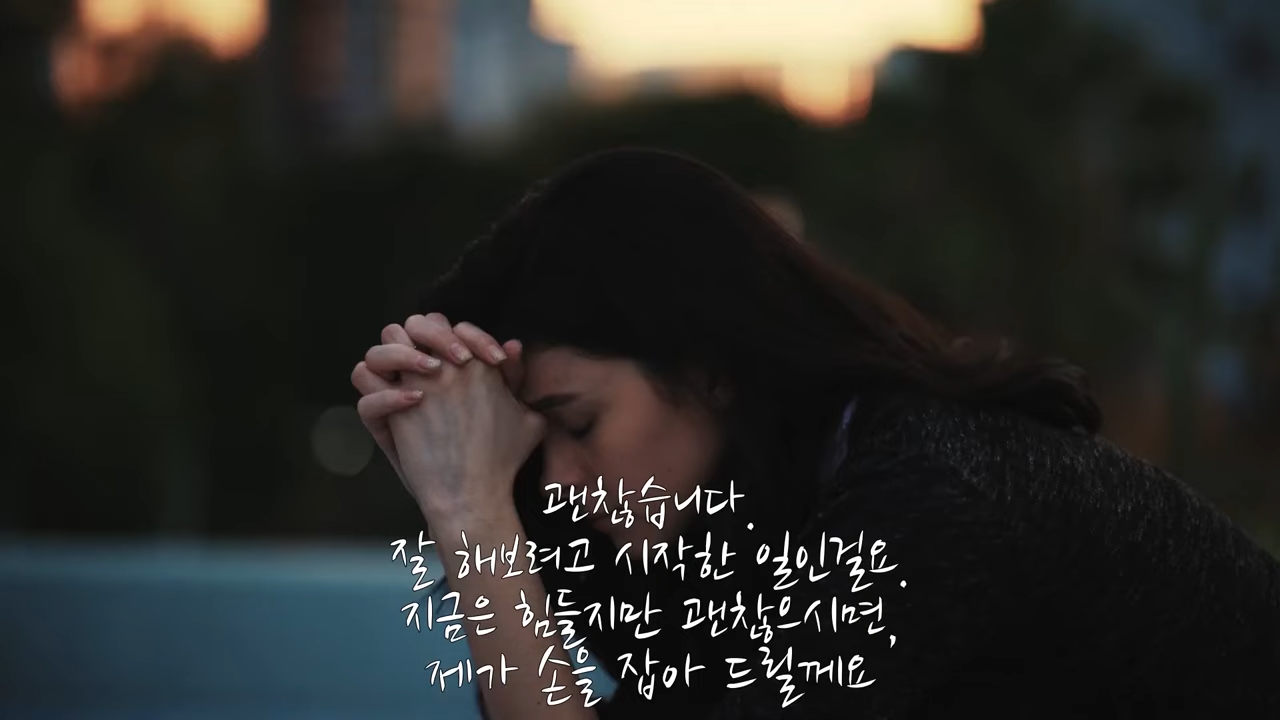 괜찮습니다.
잘 해보려고 시작한 일인걸요.
지금은 힘들지만 괜찮으시면,
제가 손을 잡아 드릴께요